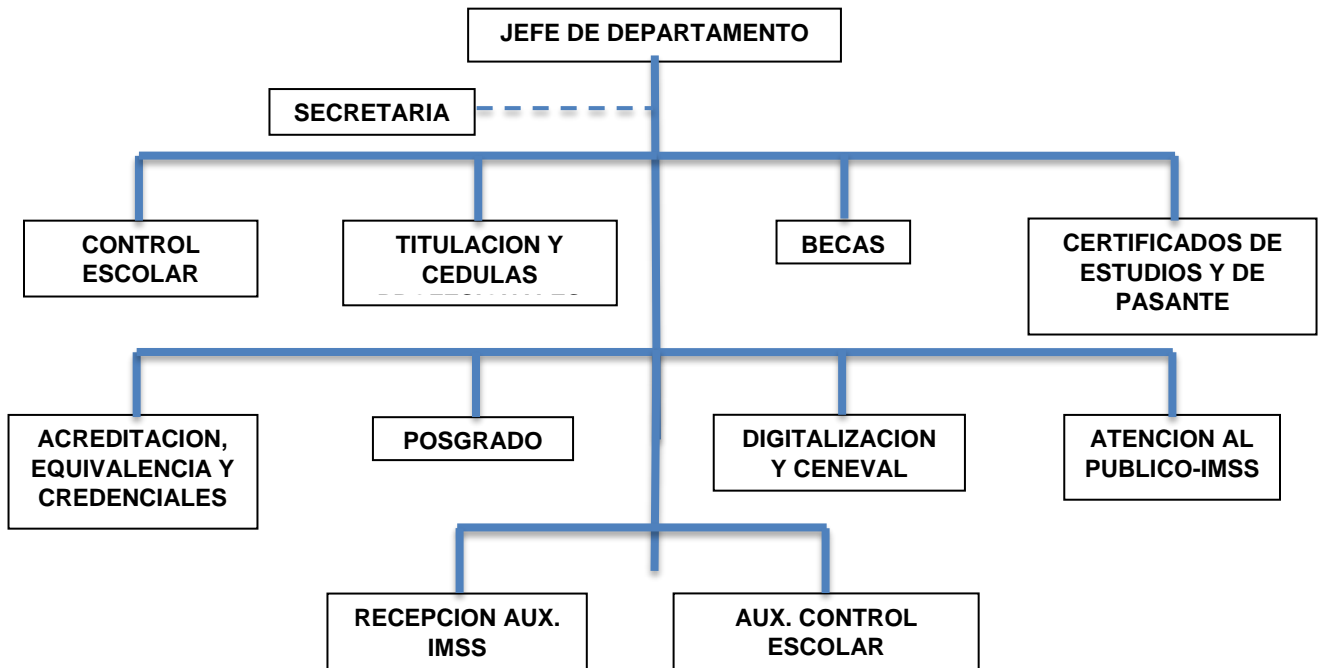 JEFE DE DEPARTAMENTO
SECRETARIA
CONTROL
ESCOLAR
TITULACION Y
CEDULAS
BECAS
CERTIFICADOS DE
ESTUDIOS Y DE
PASANTE
ACREDITACION,
EQUIVALENCIA Y
CREDENCIALES
POSGRADO
DIGITALIZACION
Y CENEVAL
ATENCION AL
PUBLICO-IMSS
RECEPCION AUX.
IMSS
AUX. CONTROL
ESCOLAR